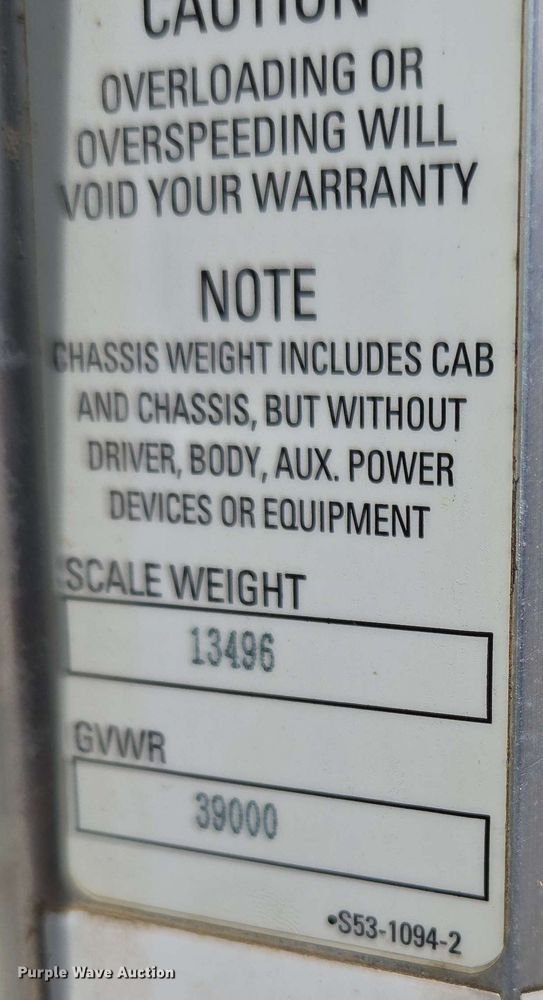 CAUTION
OVERLOADING OR
OVERSPEEDING WILL
VOID YOUR WARRANTY
NOTE
CHASSIS WEIGHT INCLUDES CAB
AND CHASSIS, BUT WITHOUT
DRIVER, BODY, AUX. POWER
DEVICES OR EQUIPMENT
SCALE WEIGHT
13496
GVWR
39000
•S53-1094-2
Purple Wave Auction